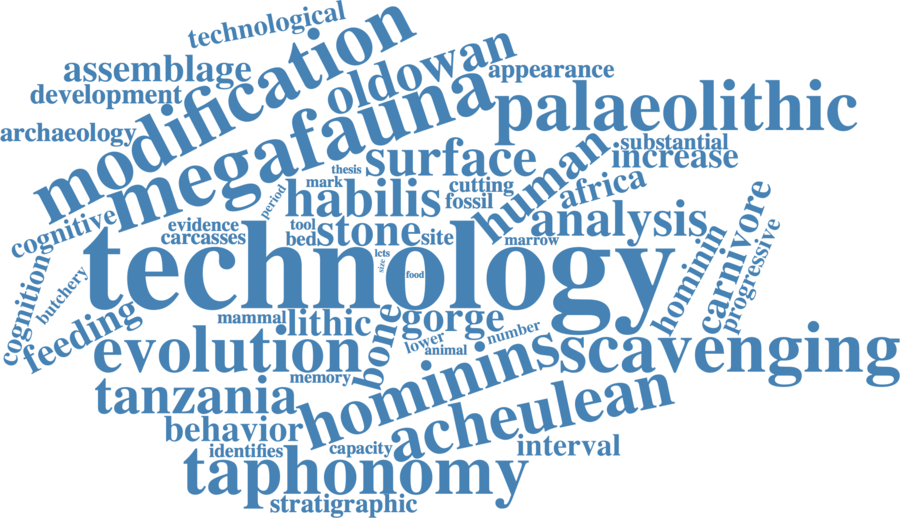 technological
modification
assemblage
oldowan
appearance
development
megafauna
palaeolithic
archaeology
substantial
surface
human
increase
thesis
mark
habilis
cutting
fossil
africa
period
cognitive
evidence
carcasses
tool
bed
stone
site
marrow
analysis
carnivore
progressive
hominin
technology
lcts
size
food
cognition
butchery
feeding
mammal
lithic
bone
gorge
number
lower
animal
evolution
memory
hominins
scavenging
tanzania
acheulean
behavior
identifies
capacity
interval
taphonomy
stratigraphic